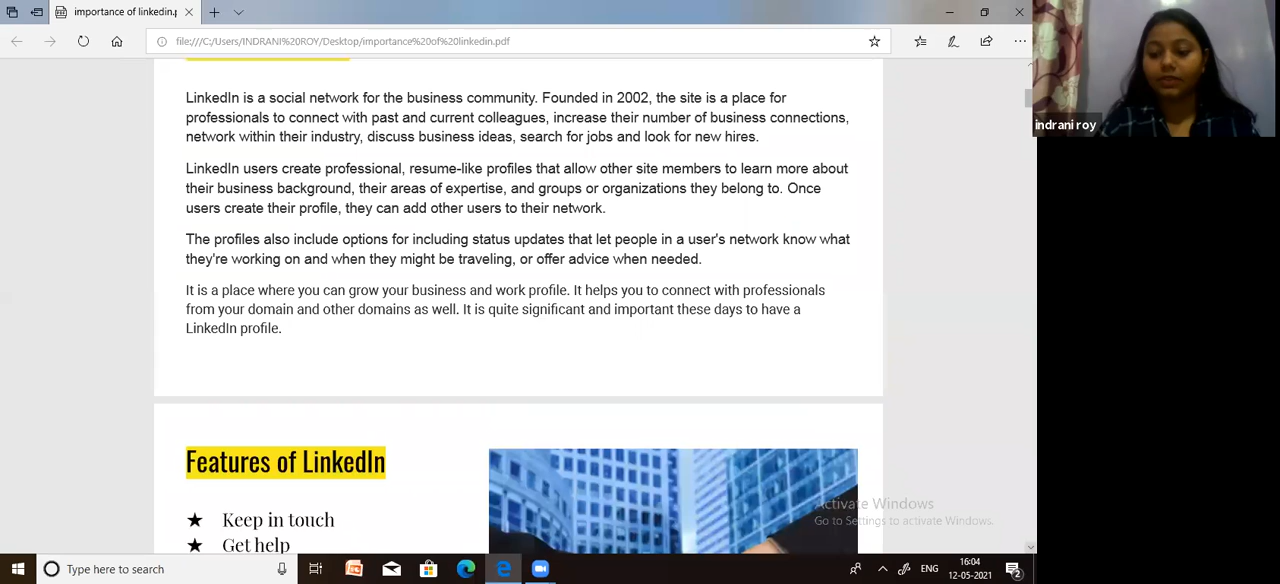 importance of linkedin.p
file:///C:/Users/INDRANI%20ROY/Desktop/importance%20of%20linkedin.pdf
indrani roy
LinkedIn is a social network for the business community. Founded in 2002, the site is a place for
professionals to connect with past and current colleagues, increase their number of business connections,
network within their industry, discuss business ideas, search for jobs and look for new hires.
LinkedIn users create professional, resume-like profiles that allow other site members to learn more about
their business background, their areas of expertise, and groups or organizations they belong to. Once
users create their profile, they can add other users to their network.
The profiles also include options for including status updates that let people in a user's network know what
they're working on and when they might be traveling, or offer advice when needed.
It is a place where you can grow your business and work profile. It helps you to connect with professionals
from your domain and other domains as well. It is quite significant and important these days to have a
LinkedIn profile.
Features of LinkedIn
★ Keep in touch
★ Get help
Activate Windows
Go to Settings to activate Windows.
Type here to search
ENG
16:04
12-05-2021
2